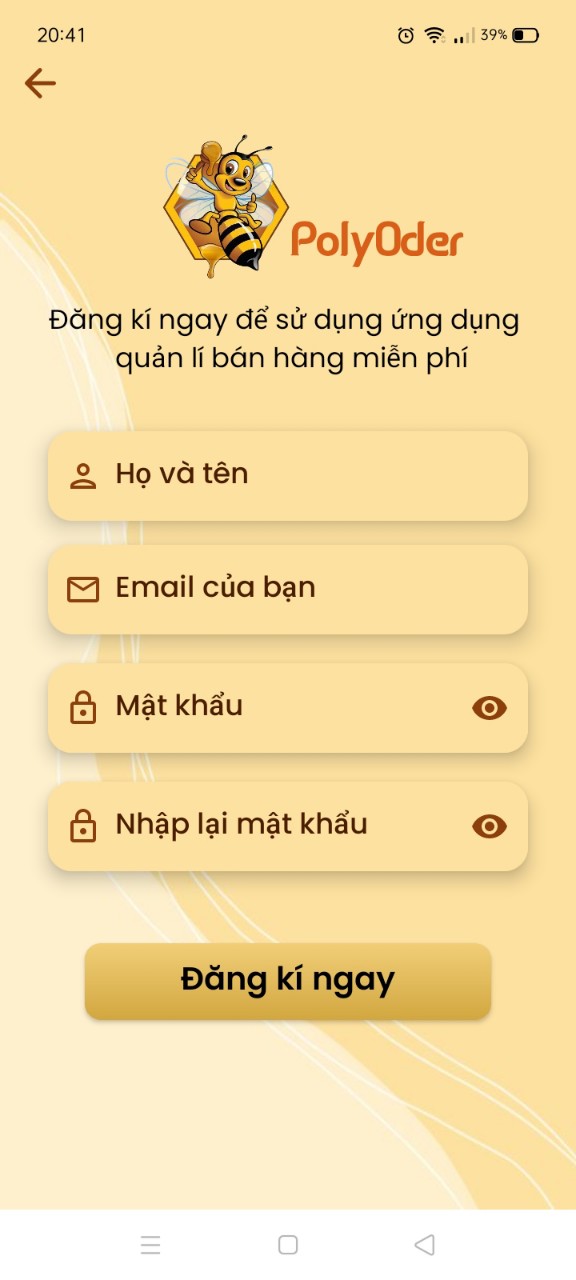 20:41
39%
PolyOder
Đăng kí ngay để sử dụng ứng dụng
quản lí bán hàng miễn phí
Họ và tên
Email của bạn
Mật khẩu
Nhập lại mật khẩu
Đăng kí ngay